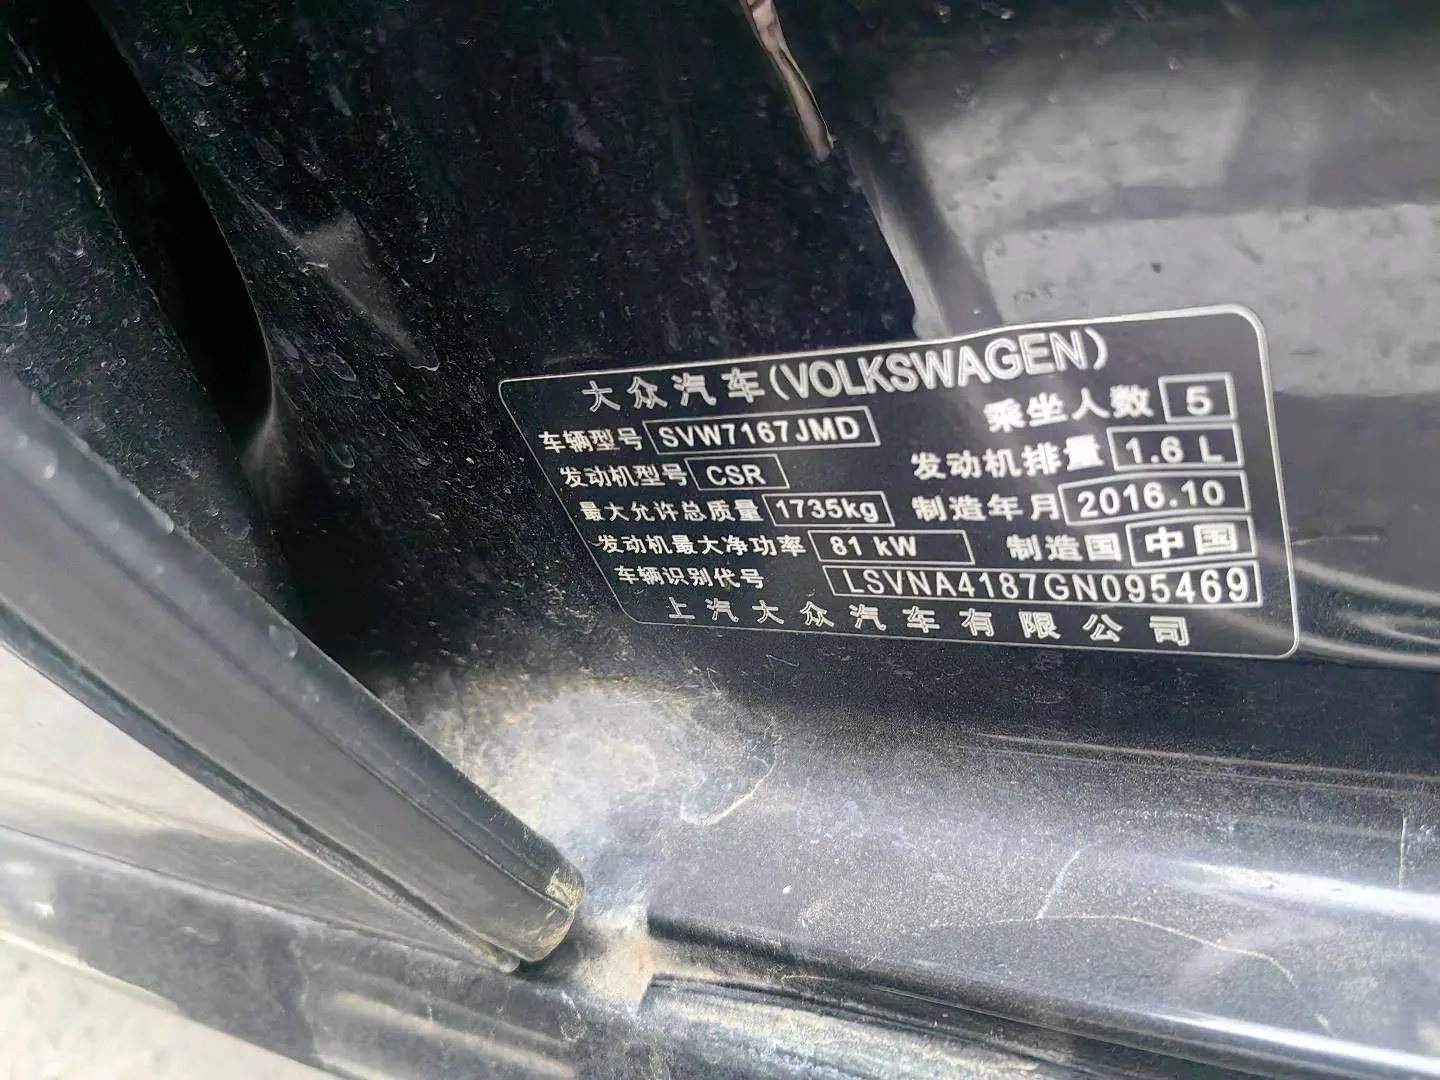 大众汽车(VOLKSWAGEN)
车辆型号 SVW7167JMD 乘坐人数 5
发动机型号 CSR 发动机排量 1.6 L
最大允许总质量 1735kg 制造年月 2016.10
发动机最大净功率 81 kW 制造国 中国
车辆识别代号 LSVNA4187GN095469
上汽大众汽车有限公司